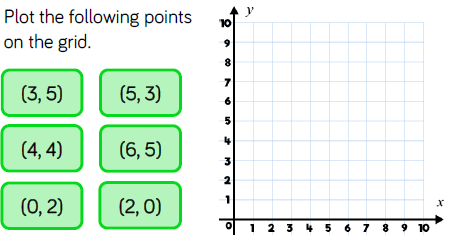 Plot the following points
on the grid.
(3, 5) (5, 3)
(4, 4) (6, 5)
(0, 2) (2, 0)
y
10
9
8
7
6
5
4
3
2
1
0 1 2 3 4 5 6 7 8 9 10
x